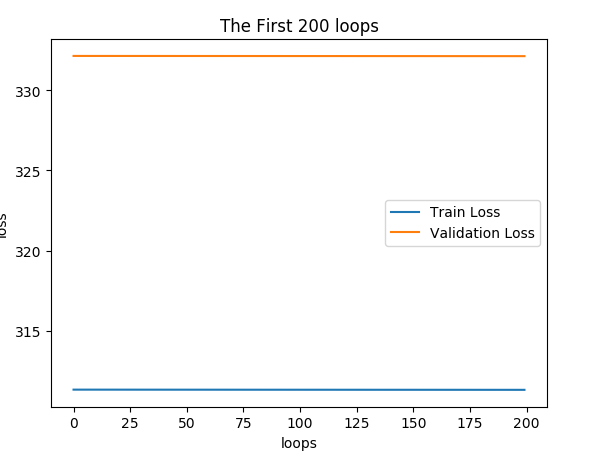 The First 200 loops
330
325
320
315
loss
Train Loss
Validation Loss
0
25
50
75
100
125
150
175
200
loops